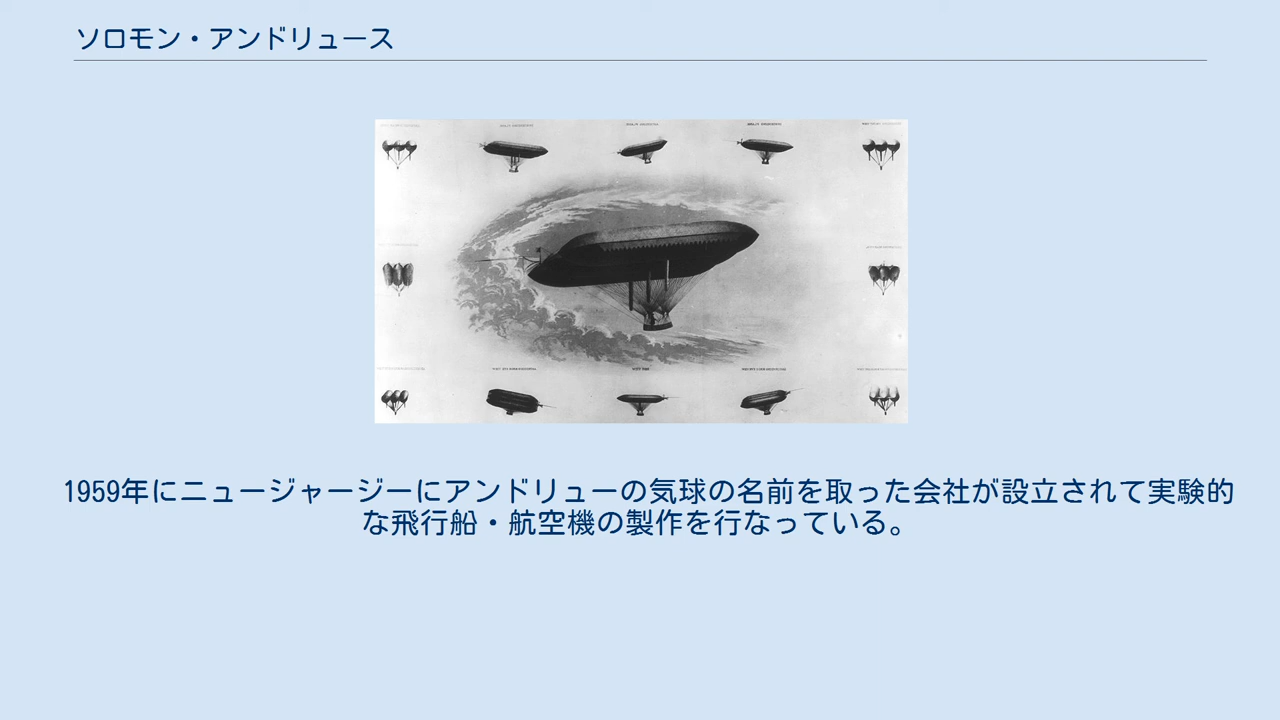 ソロモン・アンドリュース
1959年にニュージャージーにアンドリューの気球の名前を取った会社が設立されて実験的
な飛行船・航空機の製作を行なっている。